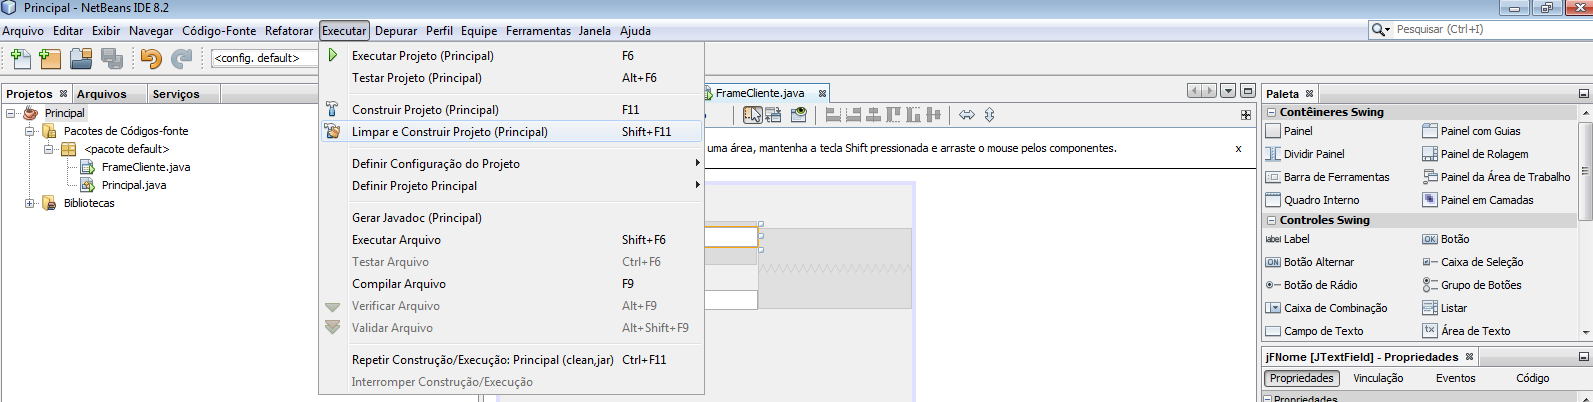 Principal - NetBeans IDE 8.2
Arquivo Editar Exibir Navegar Código-Fonte Refatorar Executar Depurar Perfil Equipe Ferramentas Janela Ajuda
Pesquisar (Ctrl+I)
<config. default>
Projetos Arquivos Serviços
Principal
Pacotes de Códigos-fonte
<pacote default>
FrameCliente.java
Principal.java
Bibliotecas
Executar Projeto (Principal) F6
Testar Projeto (Principal) Alt+F6
Construir Projeto (Principal) F11
Limpar e Construir Projeto (Principal) Shift+F11
Definir Configuração do Projeto
Definir Projeto Principal
Gerar Javadoc (Principal)
Executar Arquivo Shift+F6
Testar Arquivo Ctrl+F6
Compilar Arquivo F9
Verificar Arquivo Alt+F9
Validar Arquivo Alt+Shift+F9
Repetir Construção/Execução: Principal (clean,jar) Ctrl+F11
Interromper Construção/Execução
FrameCliente.java
uma área, mantenha a tecla Shift pressionada e arraste o mouse pelos componentes. x
Paleta
Contêineres Swing
Painel Painel com Guias
Dividir Painel Painel de Rolagem
Barra de Ferramentas Painel da Área de Trabalho
Quadro Interno Painel em Camadas
Controles Swing
label Label OK Botão
ON Botão Alternar Caixa de Seleção
Botão de Rádio Grupo de Botões
Caixa de Combinação Listar
Campo de Texto tx Área de Texto
jFNome [JTextField] - Propriedades
Propriedades Vinculação Eventos Código
Propriedades